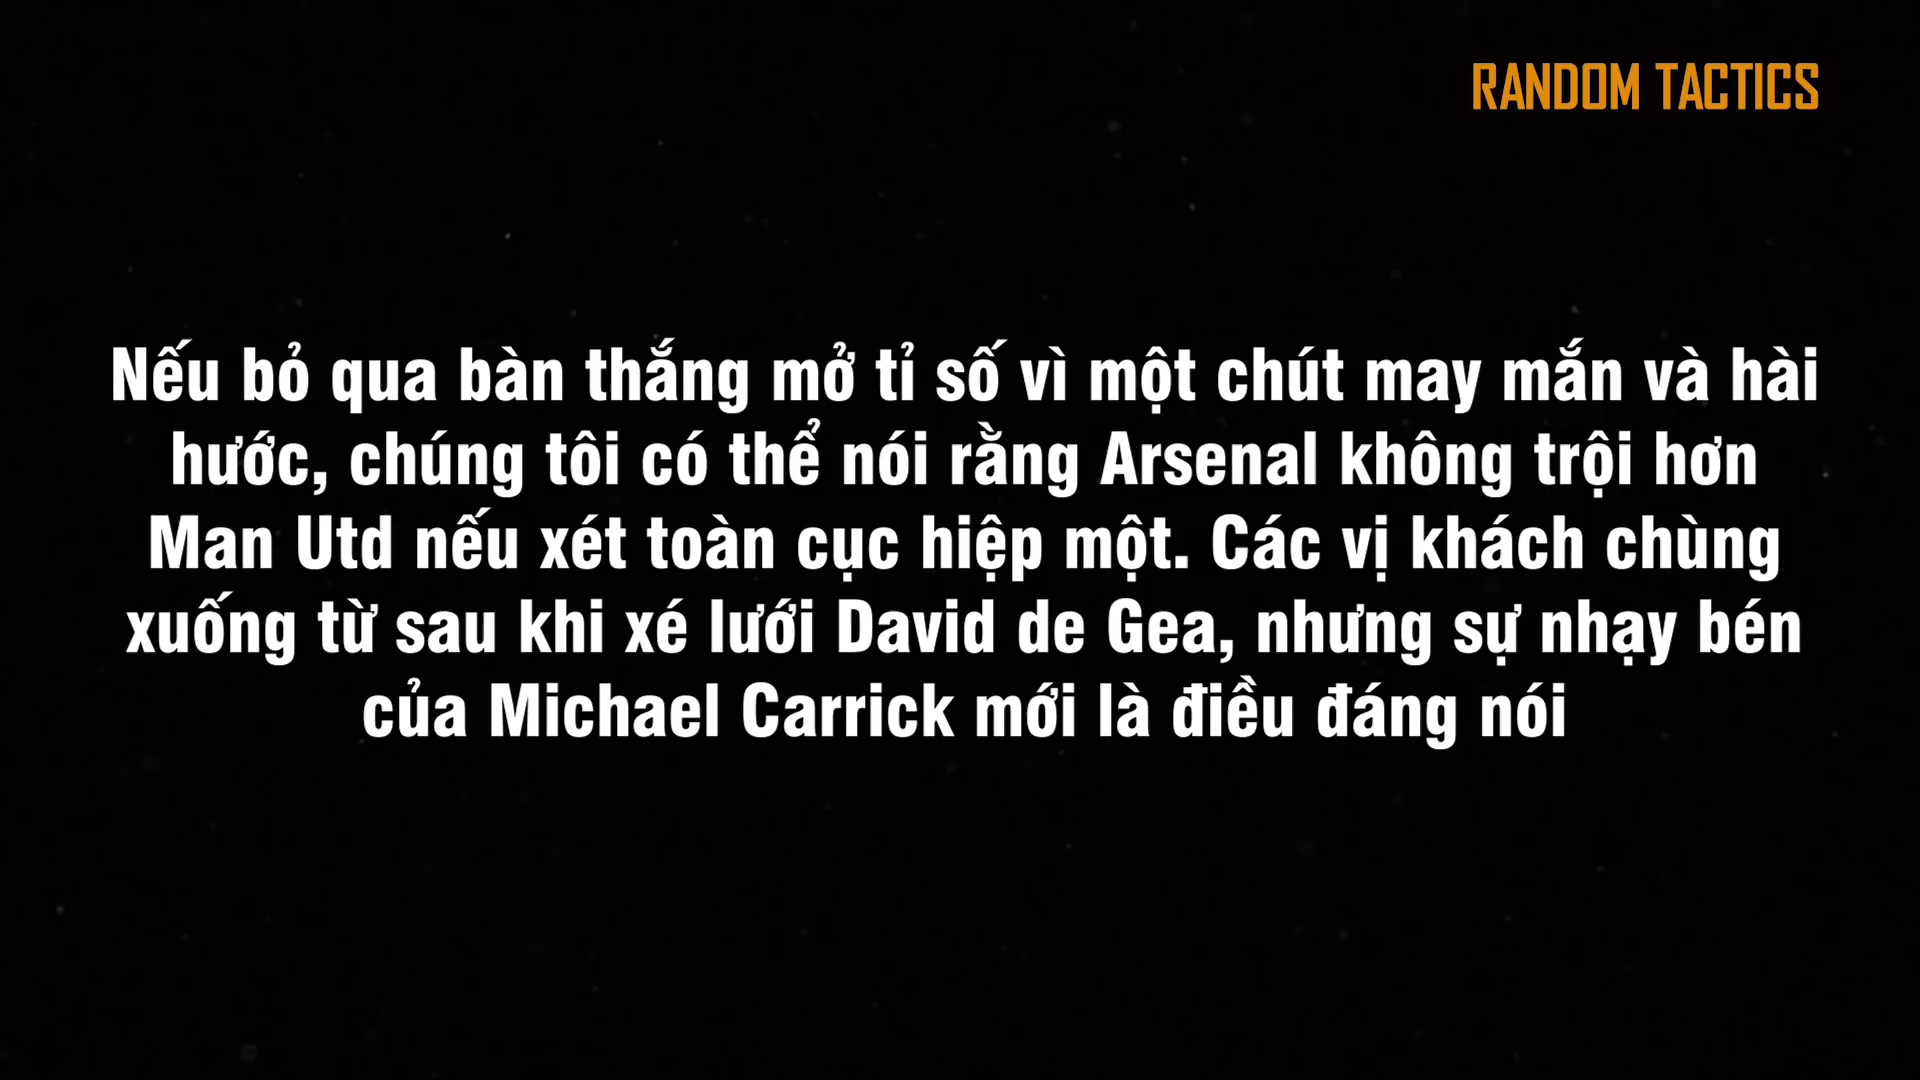 RANDOM TACTICS
Nếu bỏ qua bàn thắng mở tỉ số vì một chút may mắn và hài
hước, chúng tôi có thể nói rằng Arsenal không trội hơn
Man Utd nếu xét toàn cục hiệp một. Các vị khách chùng
xuống từ sau khi xé lưới David de Gea, nhưng sự nhạy bén
của Michael Carrick mới là điều đáng nói